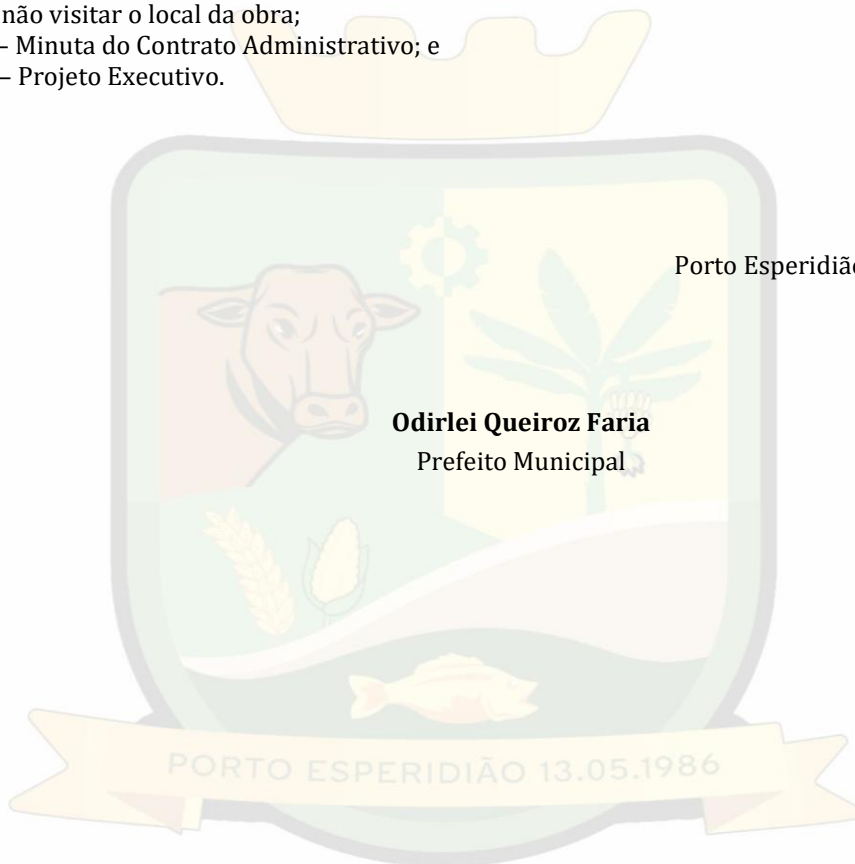 não visitar o local da obra;
– Minuta do Contrato Administrativo; e
– Projeto Executivo.
Porto Esperidião
Odirlei Queiroz Faria
Prefeito Municipal
PORTO ESPERIDIÃO 13.05.1986